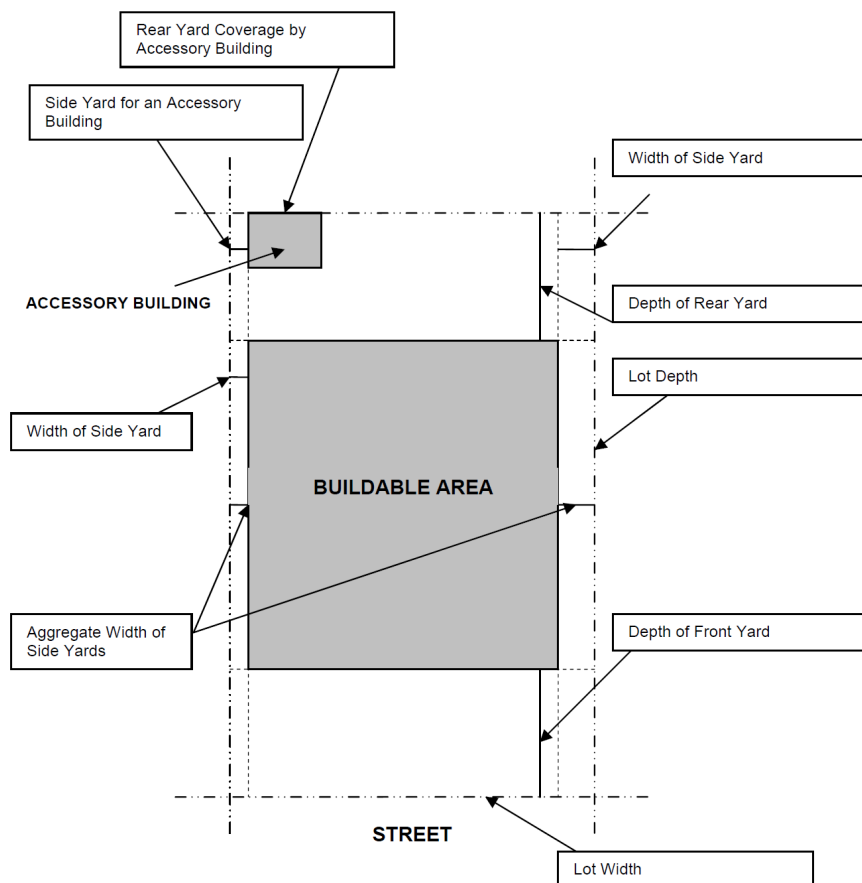 Rear Yard Coverage by
Accessory Building
Side Yard for an Accessory
Building
Width of Side Yard
ACCESSORY BUILDING
Depth of Rear Yard
Lot Depth
Width of Side Yard
BUILDABLE AREA
Aggregate Width of
Side Yards
Depth of Front Yard
STREET
Lot Width